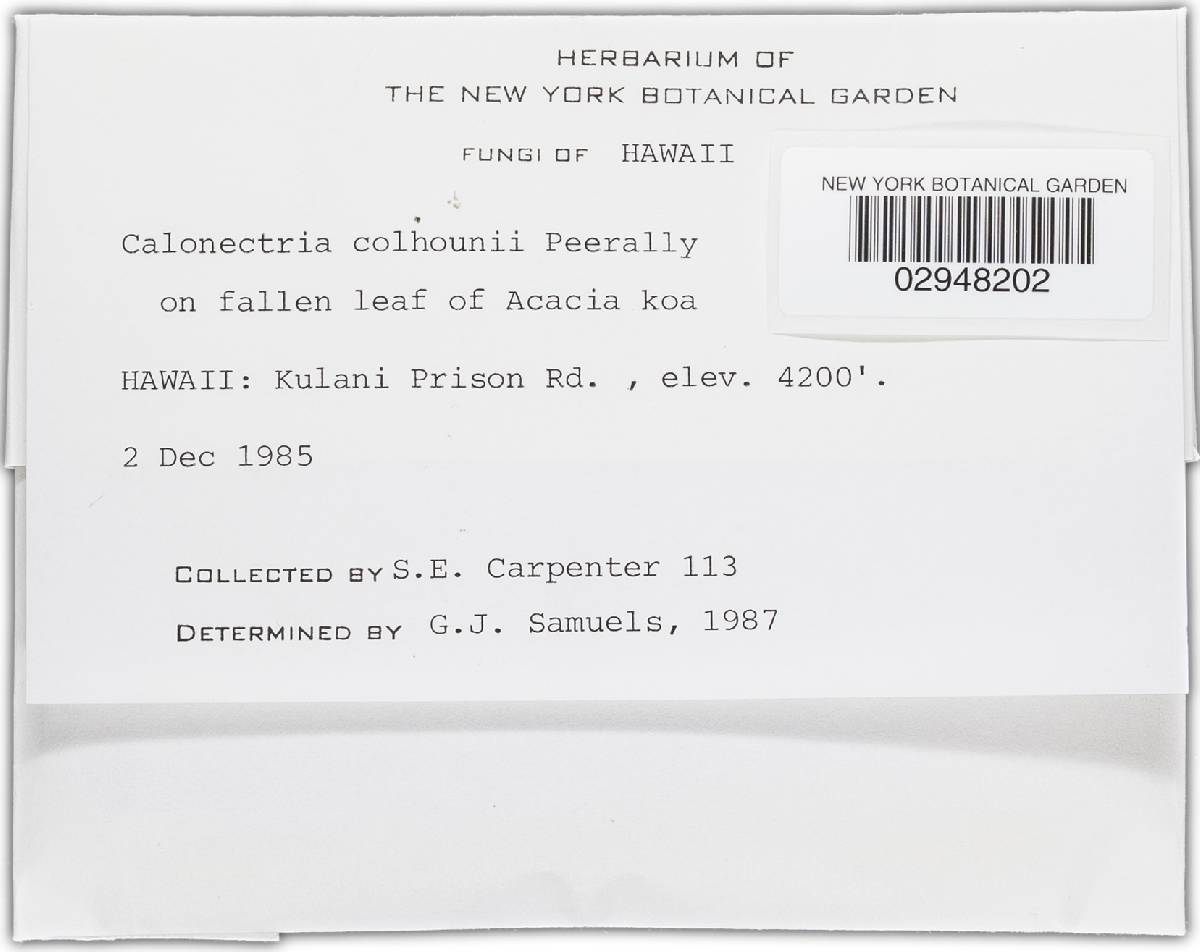 HERBARIUM OF
THE NEW YORK BOTANICAL GARDEN
FUNGI OF HAWAII
NEW YORK BOTANICAL GARDEN
02948202
Calonectria colhounii Peerally
on fallen leaf of Acacia koa
HAWAII: Kulani Prison Rd. , elev. 4200'.
2 Dec 1985
COLLECTED BY S.E. Carpenter 113
DETERMINED BY G.J. Samuels, 1987